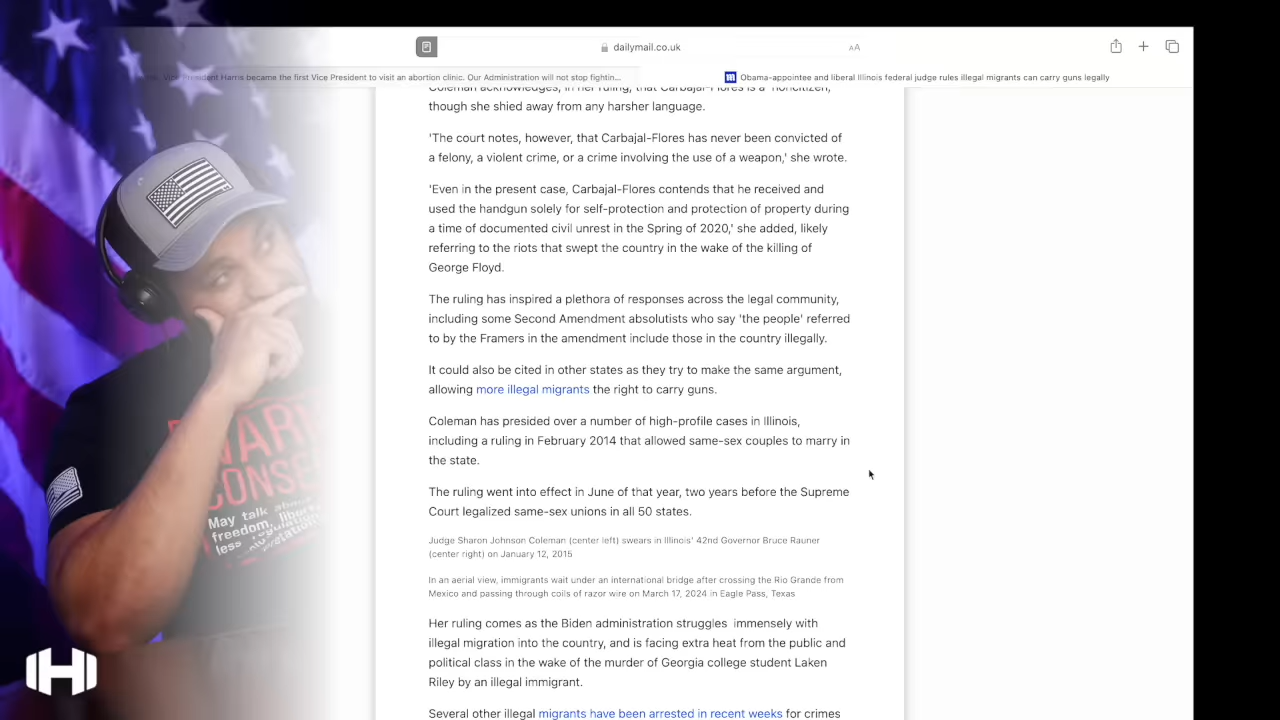 dailymail.co.uk
AA
Vice President Harris became the first Vice President to visit an abortion clinic. Our Administration will not stop fightin...
Obama-appointee and liberal Illinois federal judge rules illegal migrants can carry guns legally
Coleman acknowledges, in her ruling, that Carbajal-Flores is a 'noncitizen,'
though she shied away from any harsher language.
'The court notes, however, that Carbajal-Flores has never been convicted of
a felony, a violent crime, or a crime involving the use of a weapon,' she wrote.
'Even in the present case, Carbajal-Flores contends that he received and
used the handgun solely for self-protection and protection of property during
a time of documented civil unrest in the Spring of 2020,' she added, likely
referring to the riots that swept the country in the wake of the killing of
George Floyd.
The ruling has inspired a plethora of responses across the legal community,
including some Second Amendment absolutists who say 'the people' referred
to by the Framers in the amendment include those in the country illegally.
It could also be cited in other states as they try to make the same argument,
allowing more illegal migrants the right to carry guns.
Coleman has presided over a number of high-profile cases in Illinois,
including a ruling in February 2014 that allowed same-sex couples to marry in
the state.
The ruling went into effect in June of that year, two years before the Supreme
Court legalized same-sex unions in all 50 states.
Judge Sharon Johnson Coleman (center left) swears in Illinois' 42nd Governor Bruce Rauner
(center right) on January 12, 2015
In an aerial view, immigrants wait under an international bridge after crossing the Rio Grande from
Mexico and passing through coils of razor wire on March 17, 2024 in Eagle Pass, Texas
Her ruling comes as the Biden administration struggles immensely with
illegal migration into the country, and is facing extra heat from the public and
political class in the wake of the murder of Georgia college student Laken
Riley by an illegal immigrant.
Several other illegal migrants have been arrested in recent weeks for crimes
May talk about
freedom, libert
less
H